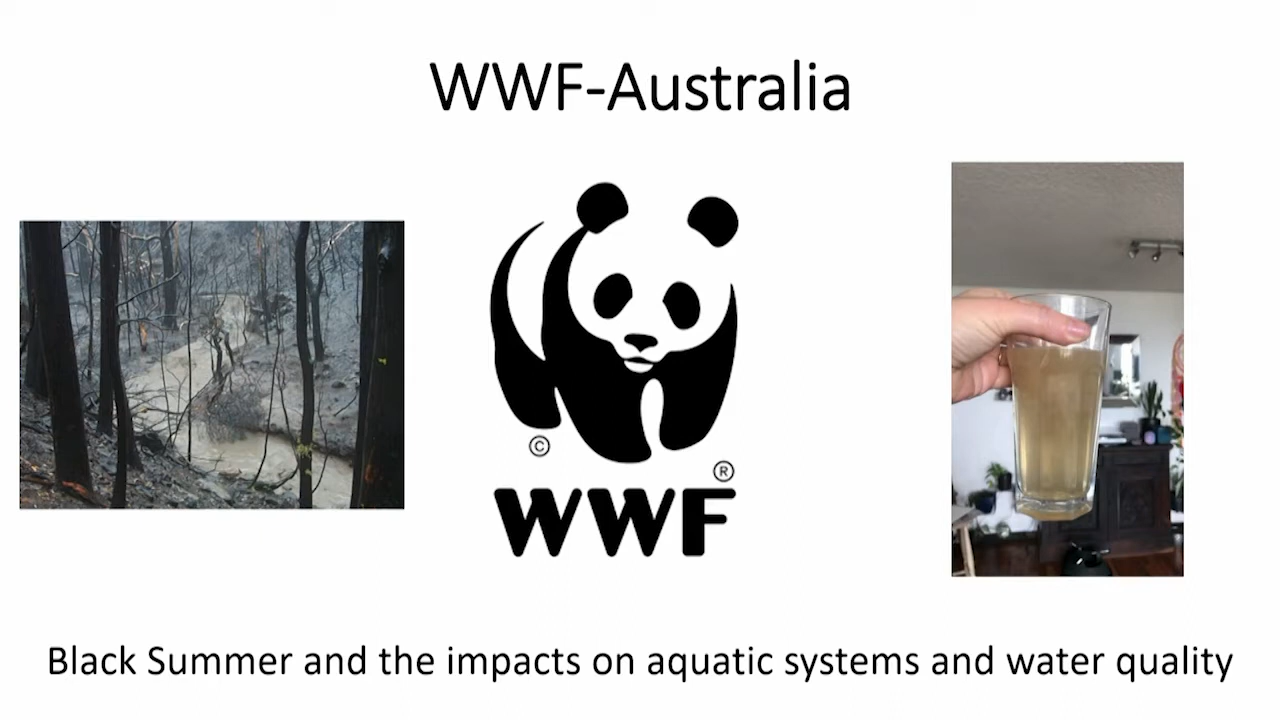 WWF-Australia
©
®
WWF
Black Summer and the impacts on aquatic systems and water quality